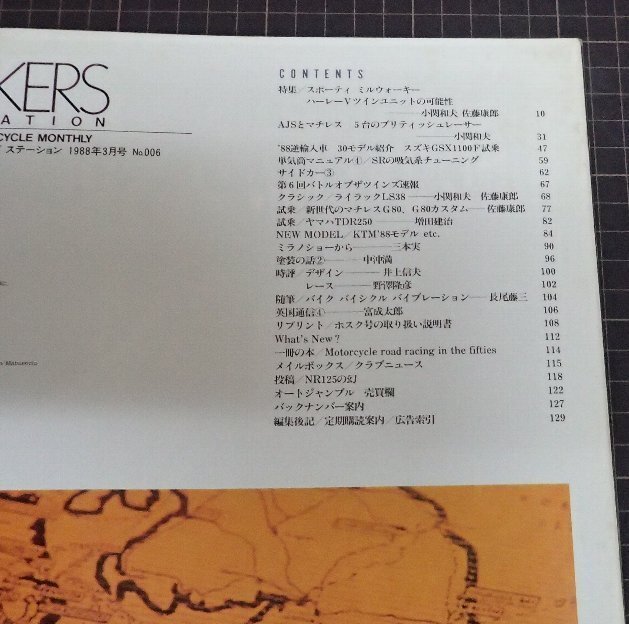 KERS
ATION
CYCLE MONTHLY
ステーション 1988年3月号 No.006
CONTENTS
特集／スポーティ ミルウォーキー
ハーレーVツインユニットの可能性
小関和夫 佐藤康郎 10
AJSとマチレス 5台のブリティッシュレーサー
小関和夫 31
'88逆輸入車 30モデル紹介 スズキGSX1100F試乗 47
単気筒マニュアル④／SRの吸気系チューニング 59
サイドカー③ 62
第6回バトルオブザツインズ速報 67
クラシック／ライラックLS38 小関和夫 佐藤康郎 68
試乗／新世代のマチレスG80、G80カスタム 佐藤康郎 77
試乗／ヤマハTDR250 増田建治 82
NEW MODEL／KTM'88モデル etc. 84
ミラノショーから 三本実 90
塗装の話② 中沖満 96
時評／デザイン 井上信夫 100
レース 野澤隆彦 102
随筆／バイク バイシクル バイブレーション 長尾藤三 104
英国通信④ 富成太郎 106
リプリント／ホスク号の取り扱い説明書 108
What's New? 112
一冊の本／Motorcycle road racing in the fifties 114
メイルボックス／クラブニュース 115
投稿／NR125の幻 118
オートジャンブル 売買欄 122
バックナンバー案内 127
編集後記／定期購読案内／広告索引 129